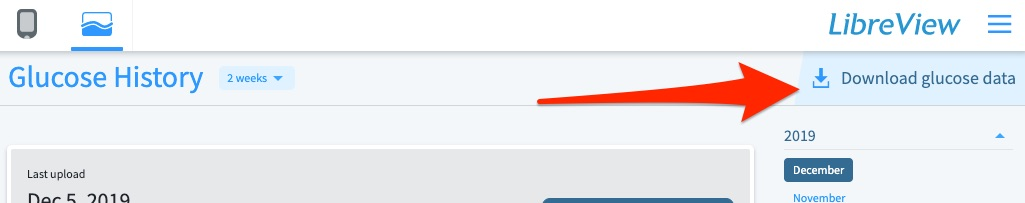 LibreView
Glucose History
2 weeks
Download glucose data
2019
December
November
Last upload
Dec 5, 2019